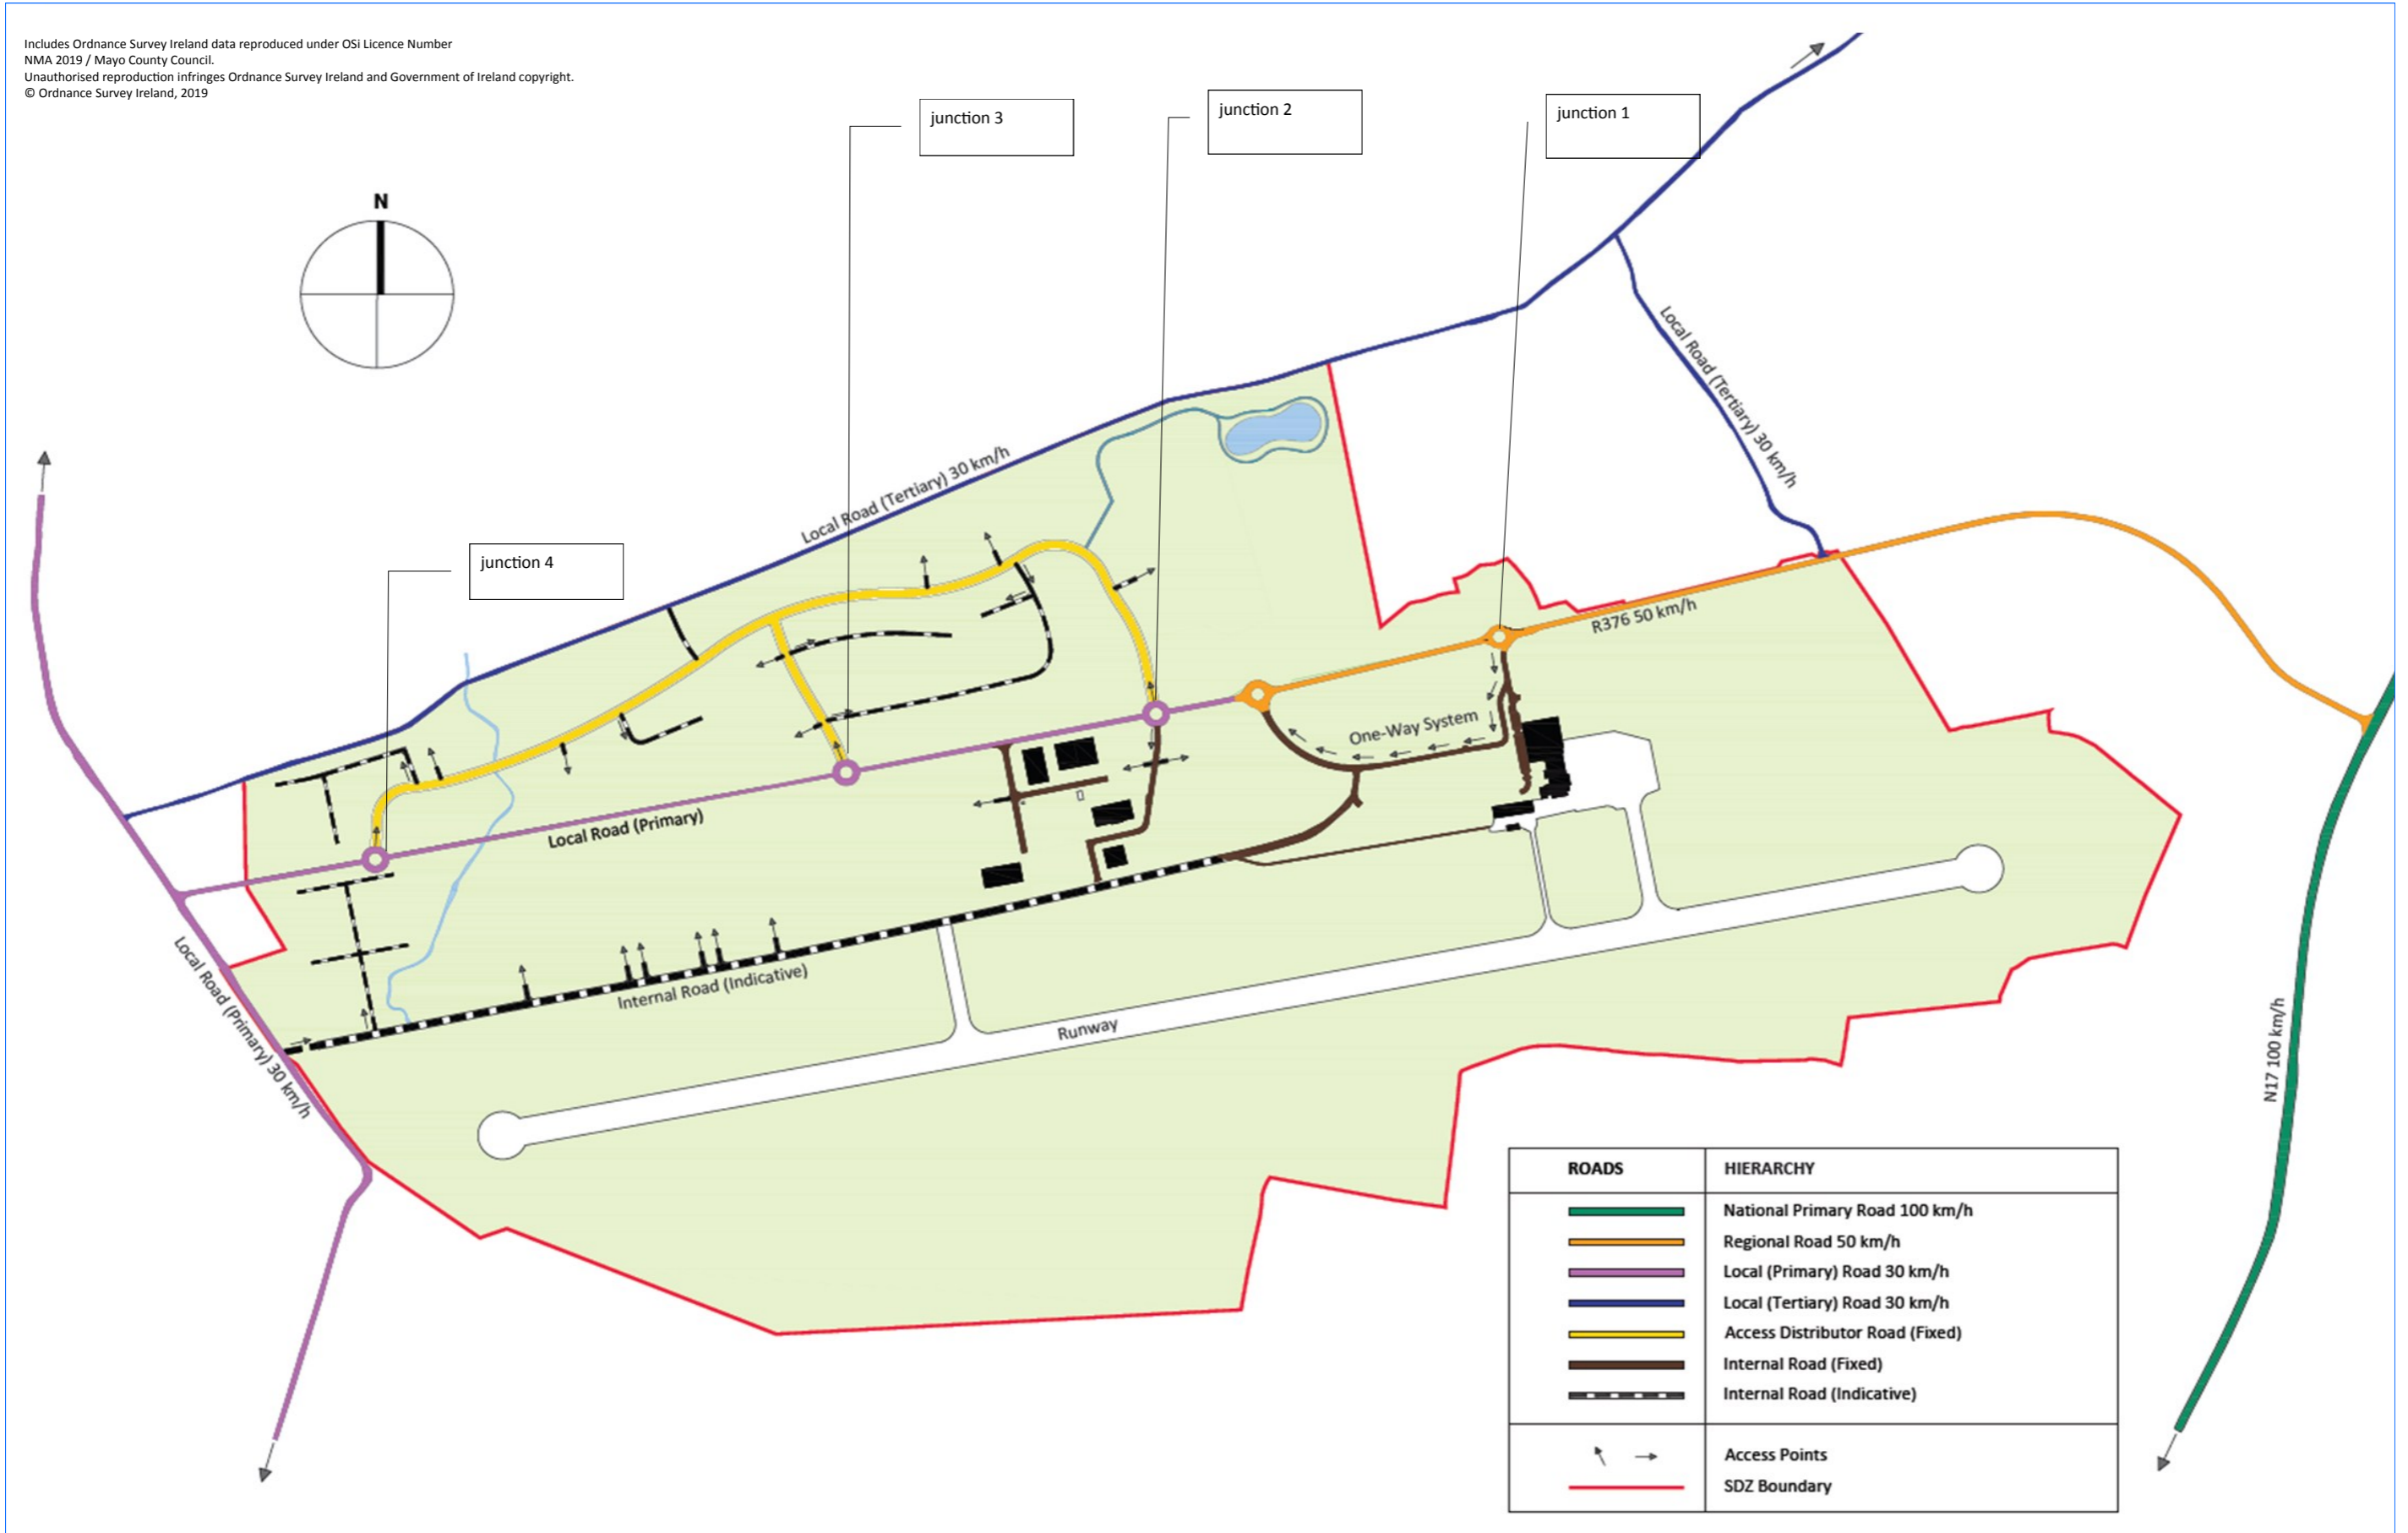 Includes Ordnance Survey Ireland data reproduced under OSi Licence Number
NMA 2019 / Mayo County Council.
Unauthorised reproduction infringes Ordnance Survey Ireland and Government of Ireland copyright.
© Ordnance Survey Ireland, 2019
junction 3
junction 2
junction 1
N
Local Road (Tertiary) 30 km/h
Local Road (Tertiary) 30 km/h
junction 4
R376 50 km/h
One-Way System
Local Road (Primary)
Local Road (Primary) 30 km/h
Internal Road (Indicative)
Runway
N17 100 km/h
ROADS HIERARCHY
National Primary Road 100 km/h
Regional Road 50 km/h
Local (Primary) Road 30 km/h
Local (Tertiary) Road 30 km/h
Access Distributor Road (Fixed)
Internal Road (Fixed)
Internal Road (Indicative)
Access Points
SDZ Boundary